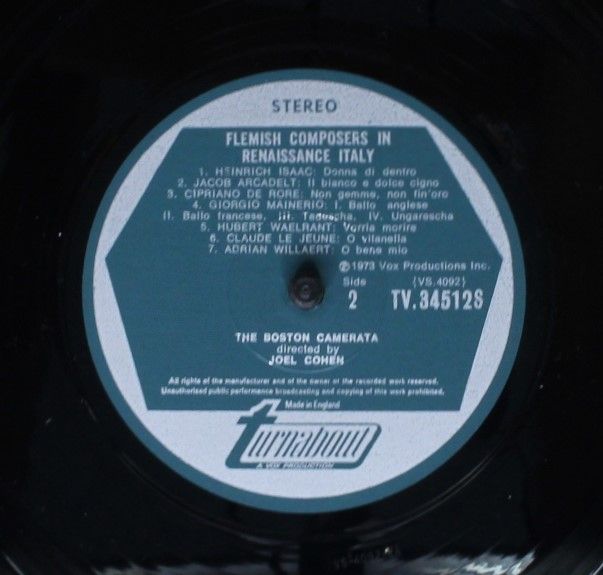 STEREO
FLEMISH COMPOSERS IN
RENAISSANCE ITALY
1. HEINRICH ISAAC: Donna di dentro
2. JACOB ARCADELT: Il bianco e dolce cigno
3. CIPRIANO DE RORE: Non gemme, non fin'oro
4. GIORGIO MAINERIO: I. Ballo anglese
II. Ballo francese, III. Tedescha, IV. Ungarescha
5. HUBERT WAELRANT: Vorria morire
6. CLAUDE LE JEUNE: O vilanella
7. ADRIAN WILLAERT: O bene mio
℗1973 Vox Productions Inc.
Side (VS.4092)
2 TV.34512S
THE BOSTON CAMERATA
directed by
JOEL COHEN
All rights of the manufacturer and of the owner of the recorded work reserved.
Unauthorised public performance broadcasting and copying of this work prohibited.
Made in England
turnabout
A VOX PRODUCTION